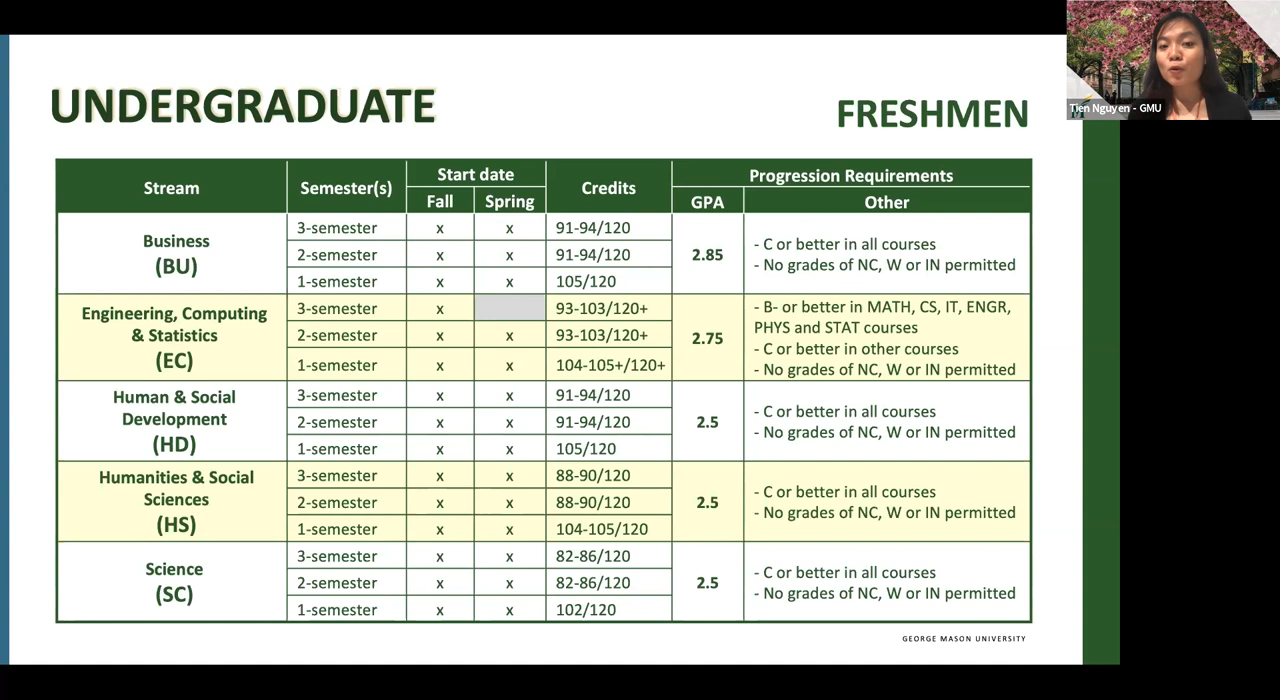 Tien Nguyen - GMU
UNDERGRADUATE
FRESHMEN
Stream Semester(s) Start date Credits Progression Requirements
Fall Spring GPA Other
Business
(BU)
3-semester x x 91-94/120
2-semester x x 91-94/120
1-semester x x 105/120
2.85
- C or better in all courses
- No grades of NC, W or IN permitted
Engineering, Computing
& Statistics
(EC)
3-semester x 93-103/120+
2-semester x x 93-103/120+
1-semester x x 104-105+/120+
2.75
- B- or better in MATH, CS, IT, ENGR,
PHYS and STAT courses
- C or better in other courses
- No grades of NC, W or IN permitted
Human & Social
Development
(HD)
3-semester x x 91-94/120
2-semester x x 91-94/120
1-semester x x 105/120
2.5
- C or better in all courses
- No grades of NC, W or IN permitted
Humanities & Social
Sciences
(HS)
3-semester x x 88-90/120
2-semester x x 88-90/120
1-semester x x 104-105/120
2.5
- C or better in all courses
- No grades of NC, W or IN permitted
Science
(SC)
3-semester x x 82-86/120
2-semester x x 82-86/120
1-semester x x 102/120
2.5
- C or better in all courses
- No grades of NC, W or IN permitted
GEORGE MASON UNIVERSITY